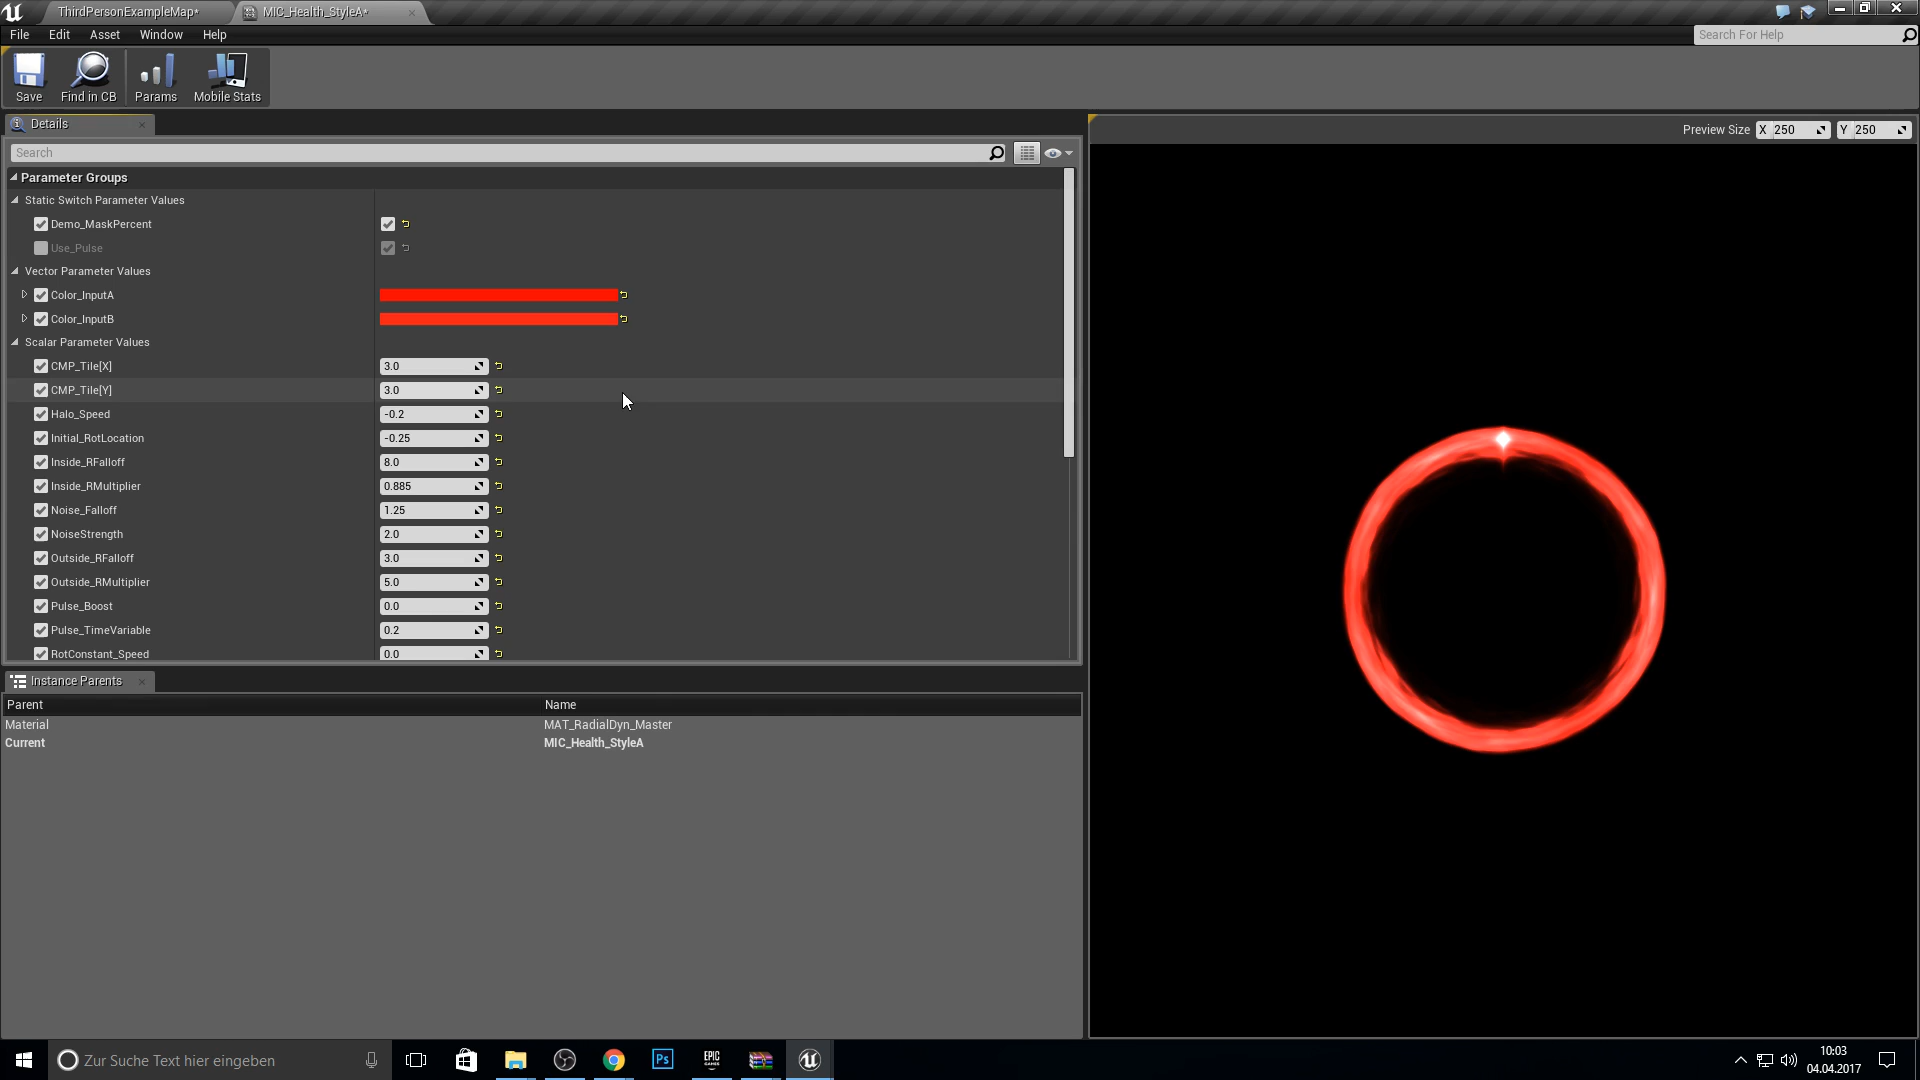 ThirdPersonExampleMap*
MIC_Health_StyleA*
File Edit Asset Window Help
Search For Help
Save Find in CB Params Mobile Stats
Details
Preview Size X 250 Y 250
Search
Parameter Groups
Static Switch Parameter Values
Demo_MaskPercent
Use_Pulse
Vector Parameter Values
Color_InputA
Color_InputB
Scalar Parameter Values
CMP_Tile[X] 3.0
CMP_Tile[Y] 3.0
Halo_Speed -0.2
Initial_RotLocation -0.25
Inside_RFalloff 8.0
Inside_RMultiplier 0.885
Noise_Falloff 1.25
NoiseStrength 2.0
Outside_RFalloff 3.0
Outside_RMultiplier 5.0
Pulse_Boost 0.0
Pulse_TimeVariable 0.2
RotConstant_Speed 0.0
Instance Parents
Parent Name
Material MAT_RadialDyn_Master
Current MIC_Health_StyleA
Zur Suche Text hier eingeben
Ps
EPIC
GAMES
10:03
04.04.2017